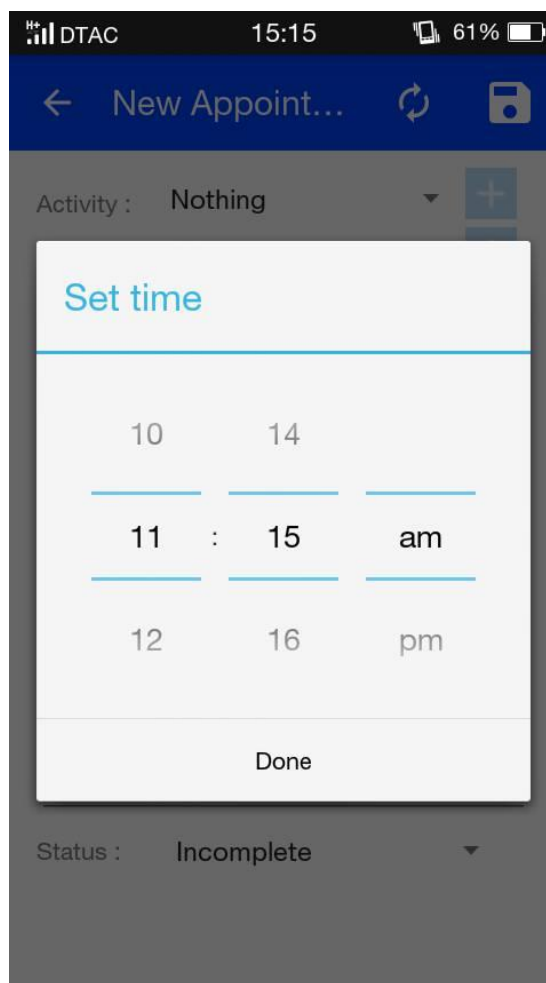 H+ DTAC 15:15 61%
New Appoint...
Activity : Nothing
Set time
10 14
11 : 15 am
12 16 pm
Done
Status : Incomplete